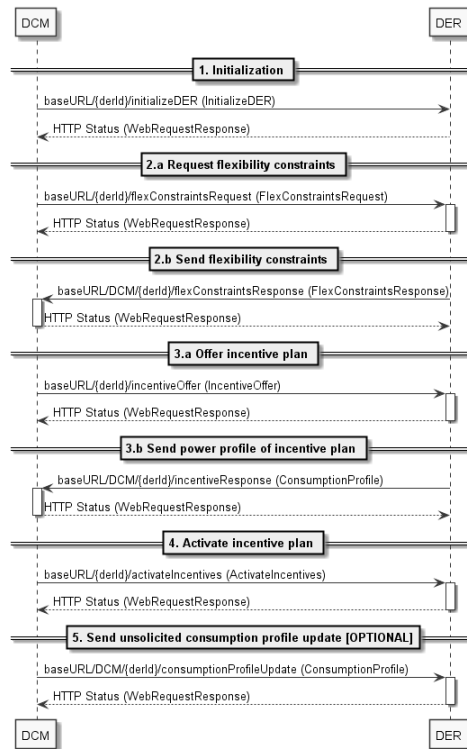 DCM DER
1. Initialization
baseURL/{derId}/initializeDER (InitializeDER)
HTTP Status (WebRequestResponse)
2.a Request flexibility constraints
baseURL/{derId}/flexConstraintsRequest (FlexConstraintsRequest)
HTTP Status (WebRequestResponse)
2.b Send flexibility constraints
baseURL/DCM/{derId}/flexConstraintsResponse (FlexConstraintsResponse)
HTTP Status (WebRequestResponse)
3.a Offer incentive plan
baseURL/{derId}/incentiveOffer (IncentiveOffer)
HTTP Status (WebRequestResponse)
3.b Send power profile of incentive plan
baseURL/DCM/{derId}/incentiveResponse (ConsumptionProfile)
HTTP Status (WebRequestResponse)
4. Activate incentive plan
baseURL/{derId}/activateIncentives (ActivateIncentives)
HTTP Status (WebRequestResponse)
5. Send unsolicited consumption profile update [OPTIONAL]
baseURL/DCM/{derId}/consumptionProfileUpdate (ConsumptionProfile)
HTTP Status (WebRequestResponse)
DCM DER